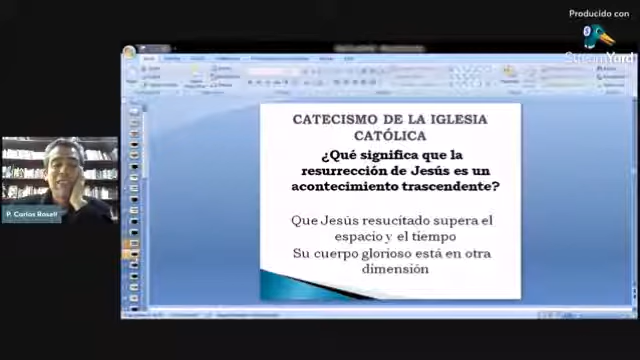 Producido con
StreamYard
CATECISMO DE LA IGLESIA
CATÓLICA
¿Qué significa que la
resurrección de Jesús es un
acontecimiento trascendente?
Que Jesús resucitado supera el
espacio y el tiempo
Su cuerpo glorioso está en otra
dimensión
P. Carlos Rosell